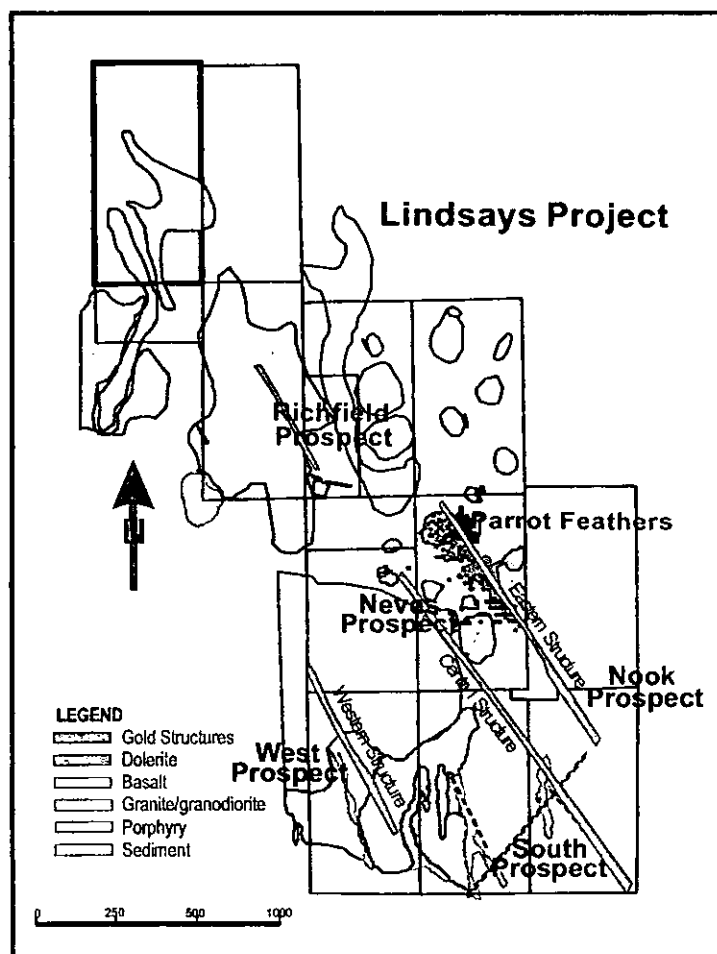 Lindsays Project
Richfield
Prospect
Parrot Feathers
Neves
Prospect
Eastern Structure
Nook
Prospect
Western Structure
Structure
West
Prospect
South
Prospect
LEGEND
Gold Structures
Dolerite
Basalt
Granite/granodiorite
Porphyry
Sediment
0 250 500 1000